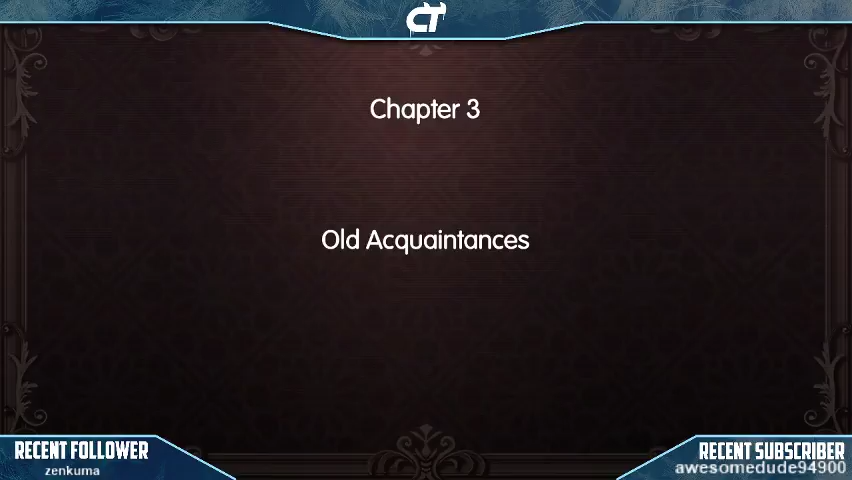 CT
Chapter 3
Old Acquaintances
RECENT FOLLOWER
zenkuma
RECENT SUBSCRIBER
awesomedude94900